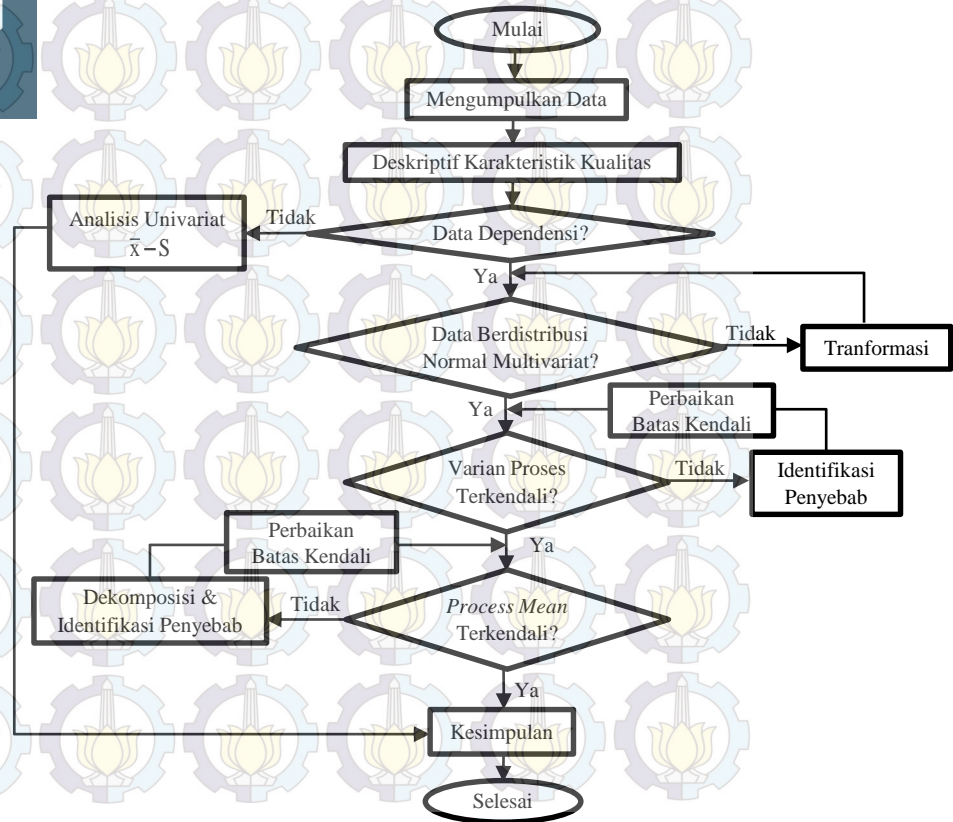 Mulai
Mengumpulkan Data
Deskriptif Karakteristik Kualitas
Analisis Univariat
x̄ – S
Tidak
Data Dependensi?
Ya
Data Berdistribusi
Normal Multivariat?
Tidak
Tranformasi
Ya
Perbaikan
Batas Kendali
Varian Proses
Terkendali?
Tidak
Identifikasi
Penyebab
Perbaikan
Batas Kendali
Ya
Dekomposisi &
Identifikasi Penyebab
Tidak
Process Mean
Terkendali?
Ya
Kesimpulan
Selesai